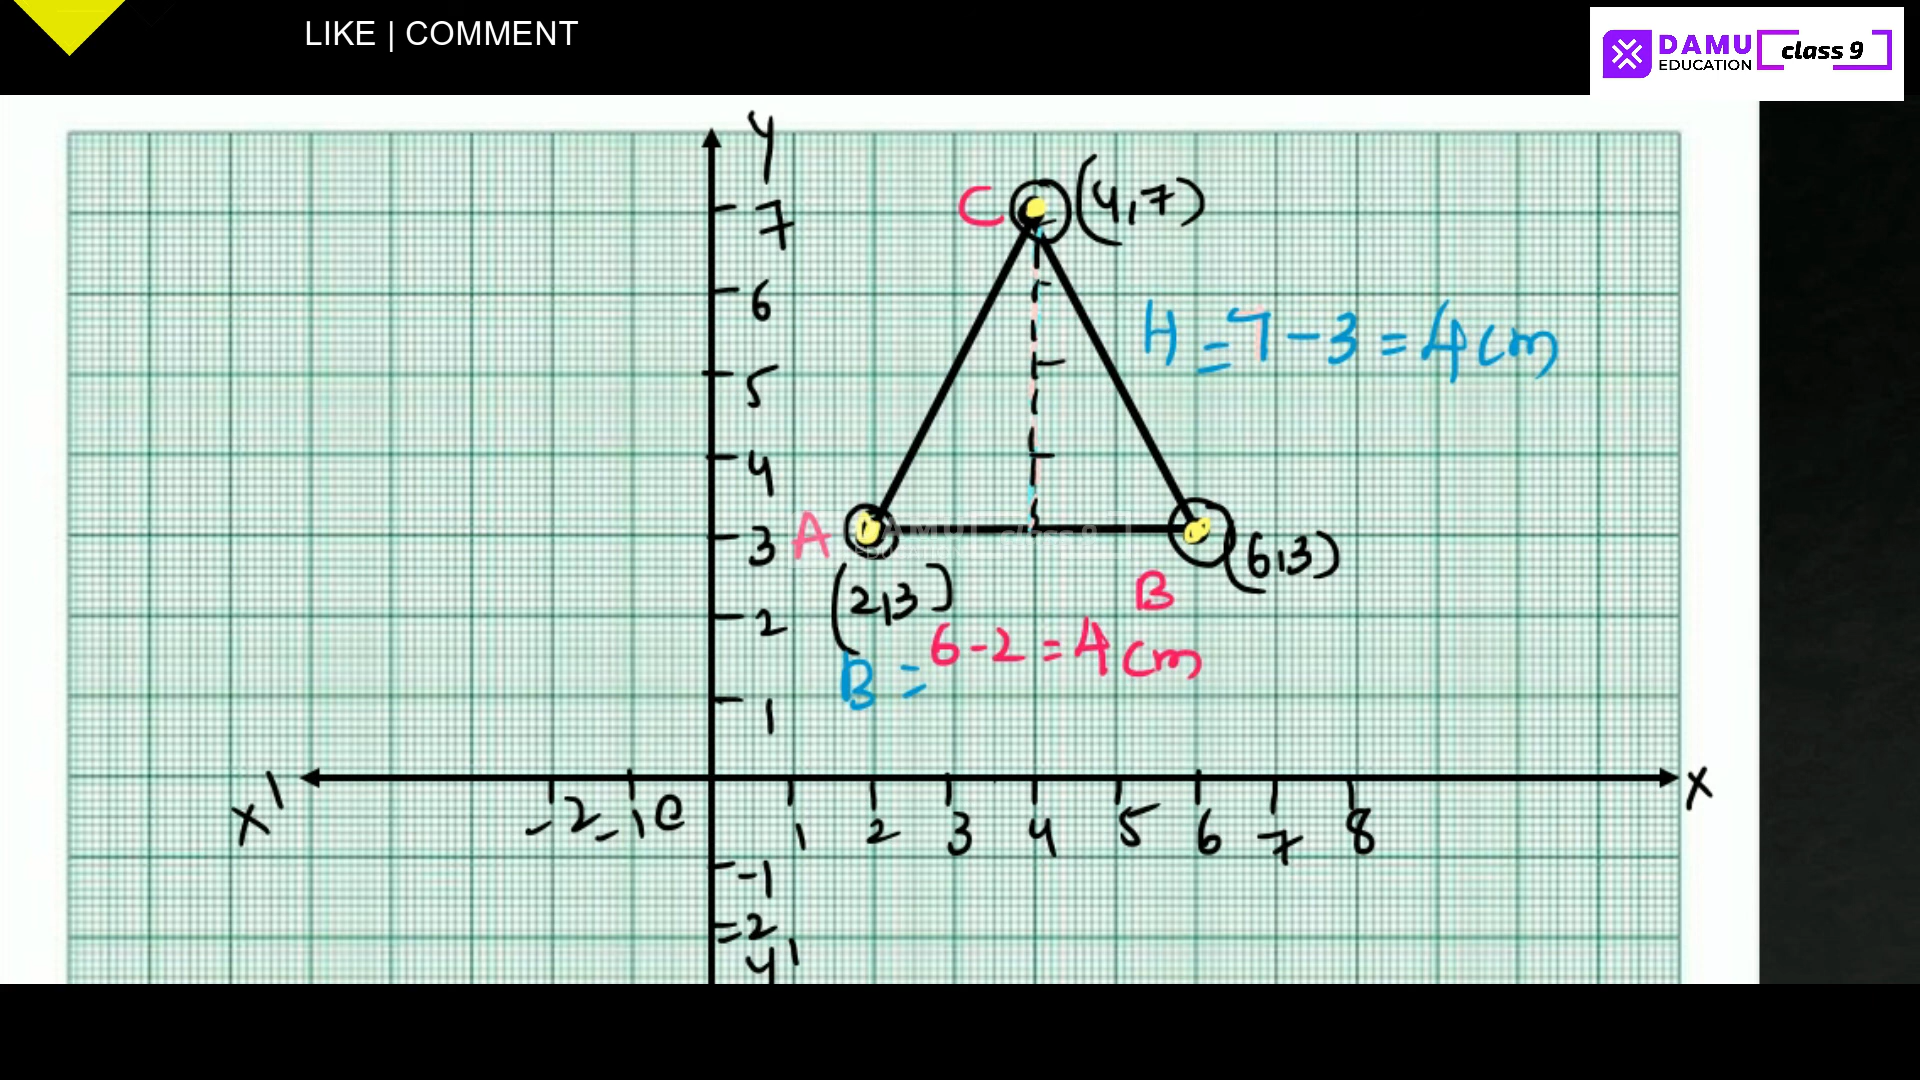 LIKE | COMMENT
DAMU
EDUCATION
class 9
Y
C (4,7)
7
6
H = 7 - 3 = 4 cm
5
4
3 A
(2,3) B (6,3)
2
B = 6-2 = 4 cm
1
X' X
-2 -1 0 1 2 3 4 5 6 7 8
-1
=2
Y'